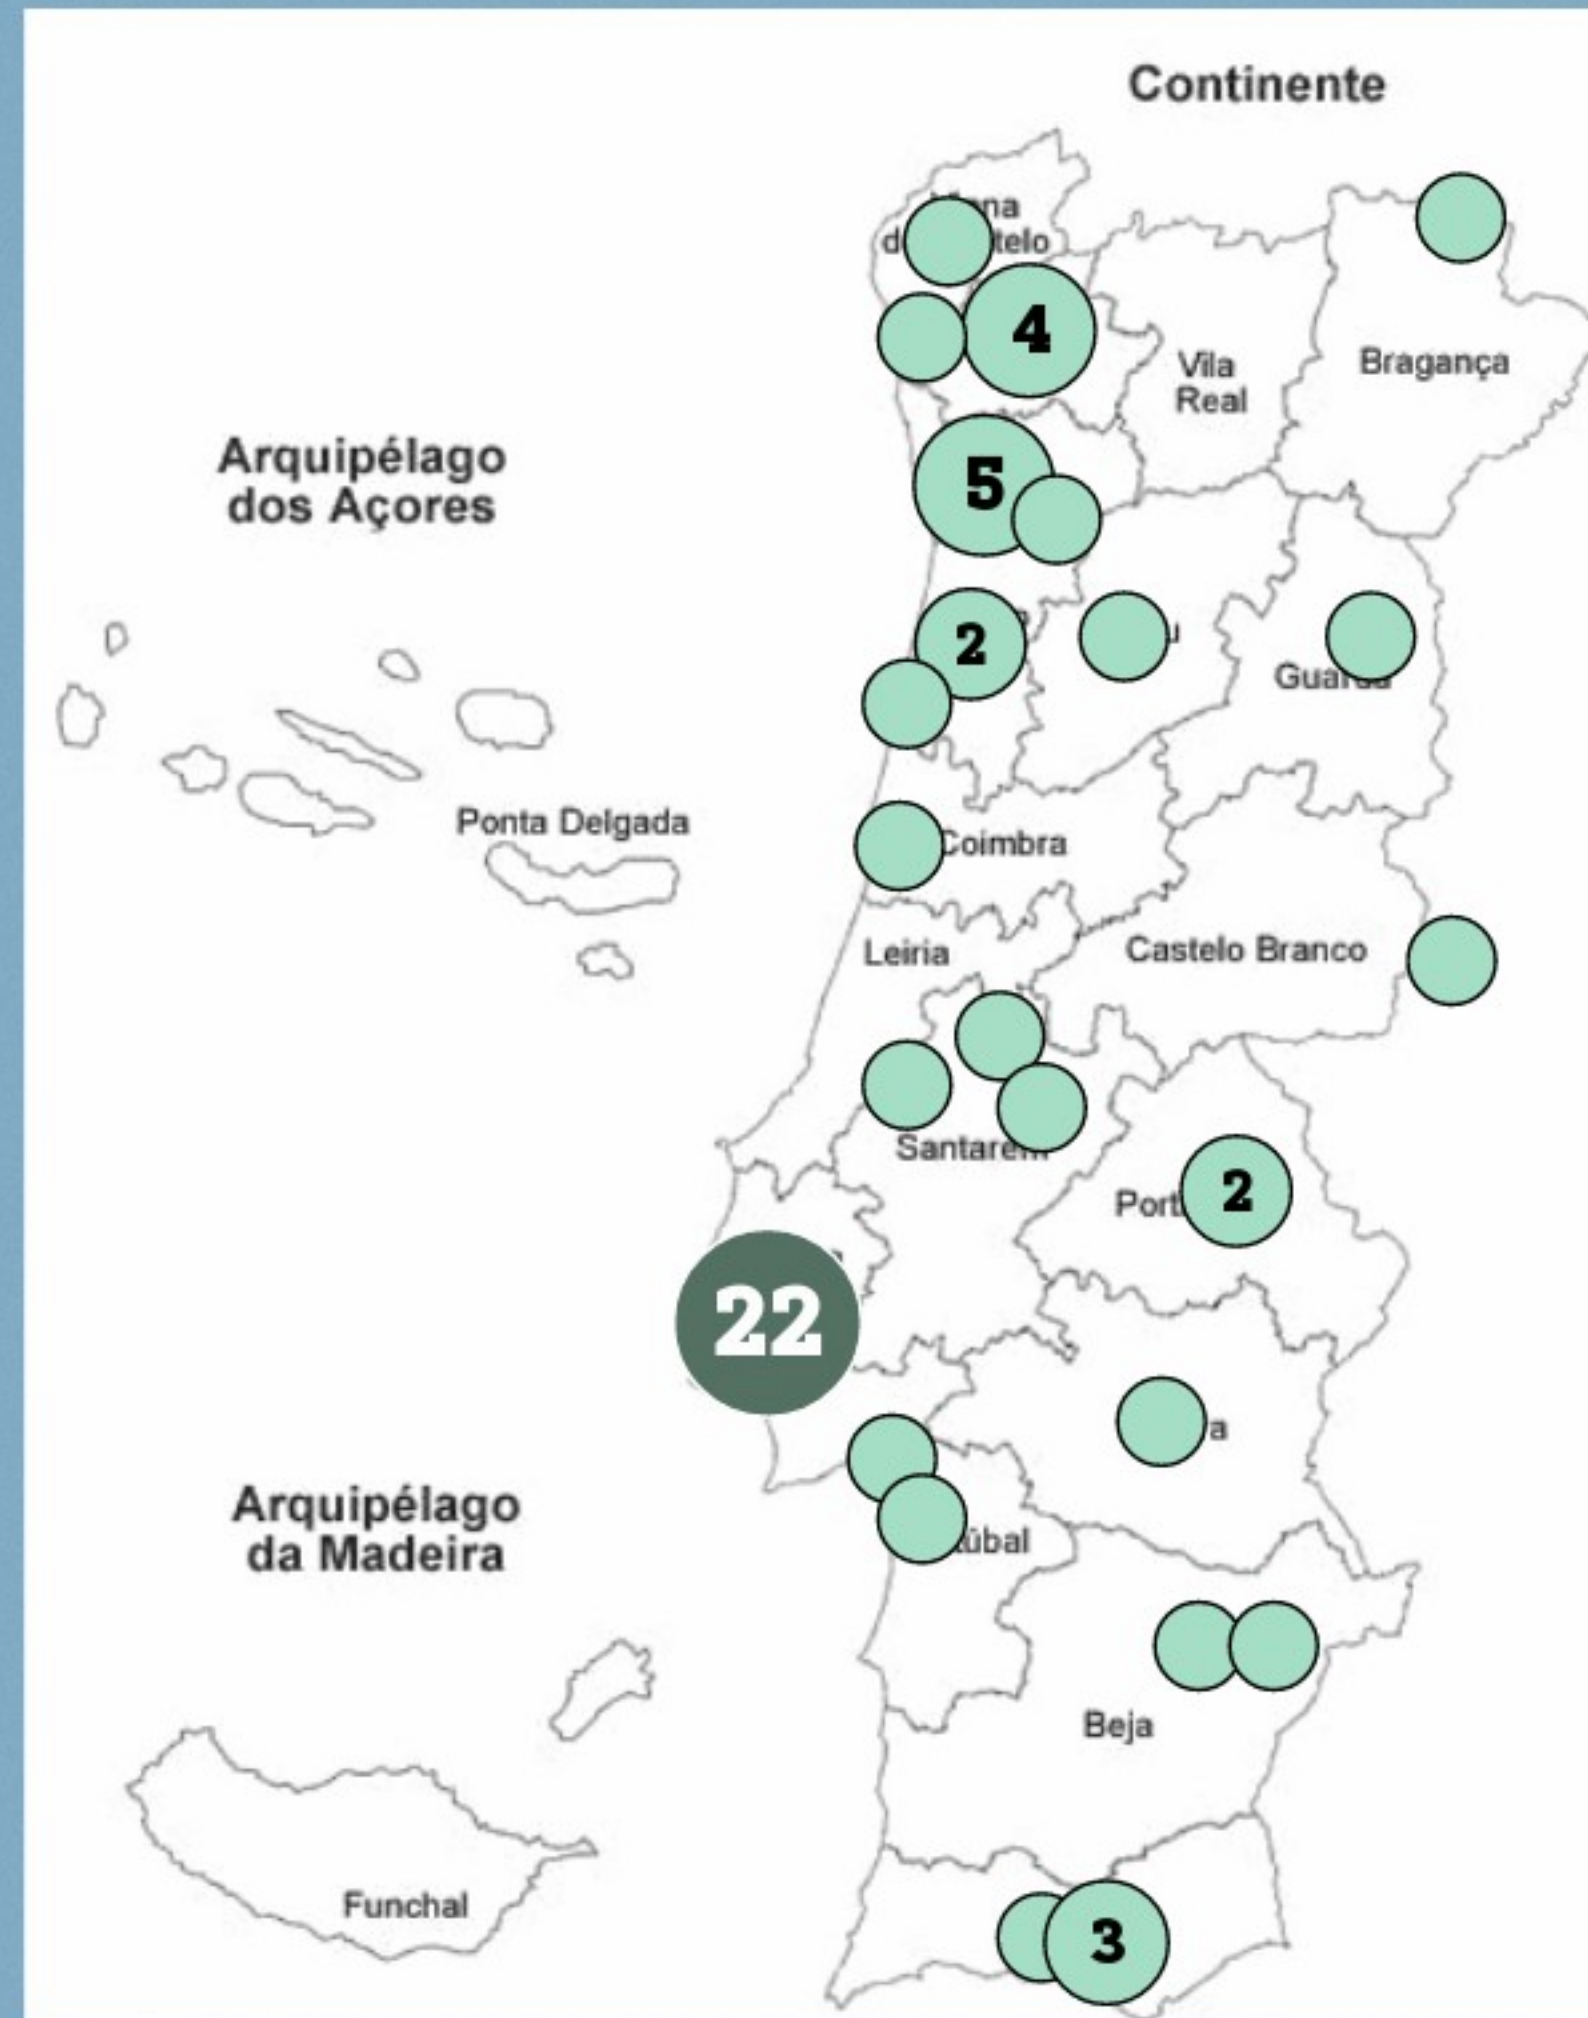 Continente
4
Vila
Real
Bragança
Arquipélago
dos Açores
5
2
Ponta Delgada
Coimbra
Leiria
Castelo Branco
2
22
Arquipélago
da Madeira
Beja
Funchal
3